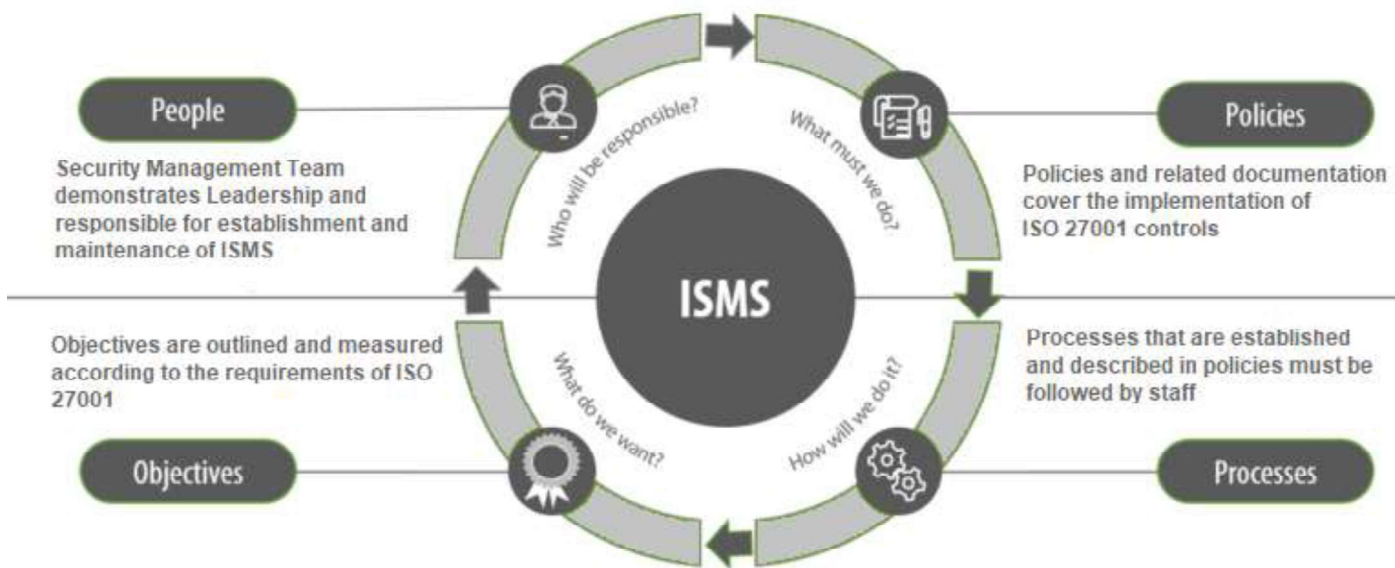 People
Security Management Team
demonstrates Leadership and
responsible for establishment and
maintenance of ISMS
Who will be responsible?
What must we do?
Policies
Policies and related documentation
cover the implementation of
ISO 27001 controls
ISMS
Objectives are outlined and measured
according to the requirements of ISO
27001
Objectives
What do we want?
How will we do it?
Processes that are established
and described in policies must be
followed by staff
Processes